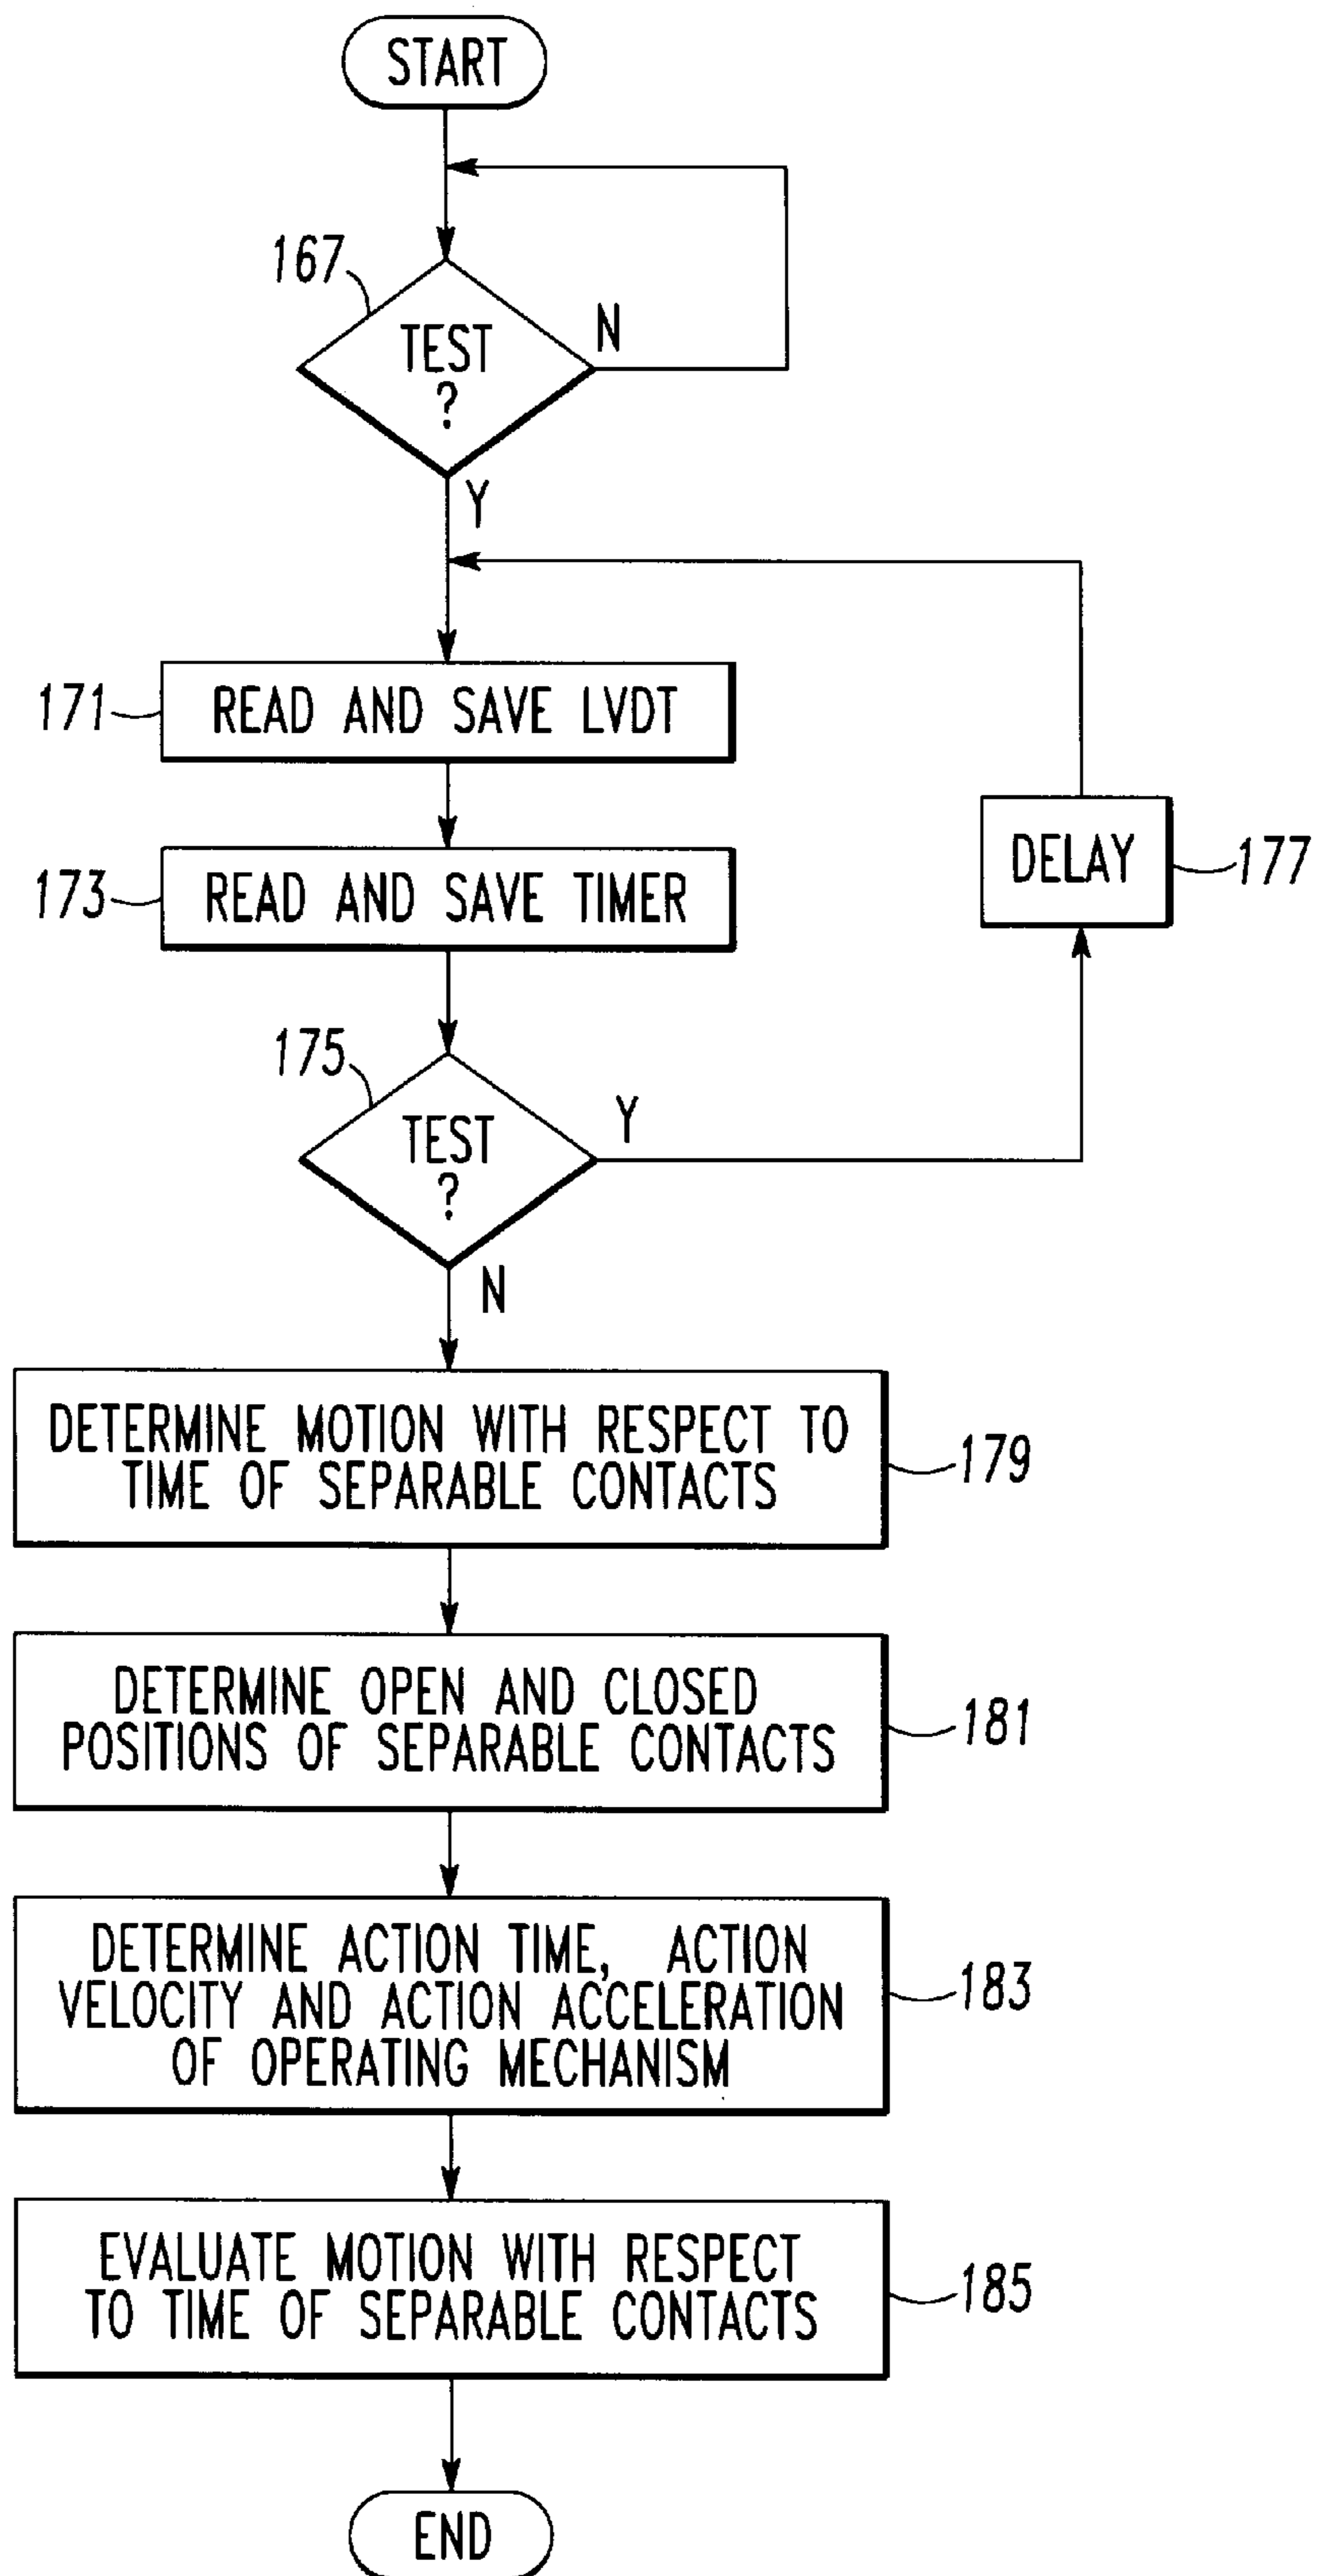 START
167
TEST
?
N
Y
171
READ AND SAVE LVDT
173
READ AND SAVE TIMER
DELAY
177
175
TEST
?
Y
N
DETERMINE MOTION WITH RESPECT TO
TIME OF SEPARABLE CONTACTS
179
DETERMINE OPEN AND CLOSED
POSITIONS OF SEPARABLE CONTACTS
181
DETERMINE ACTION TIME, ACTION
VELOCITY AND ACTION ACCELERATION
OF OPERATING MECHANISM
183
EVALUATE MOTION WITH RESPECT
TO TIME OF SEPARABLE CONTACTS
185
END